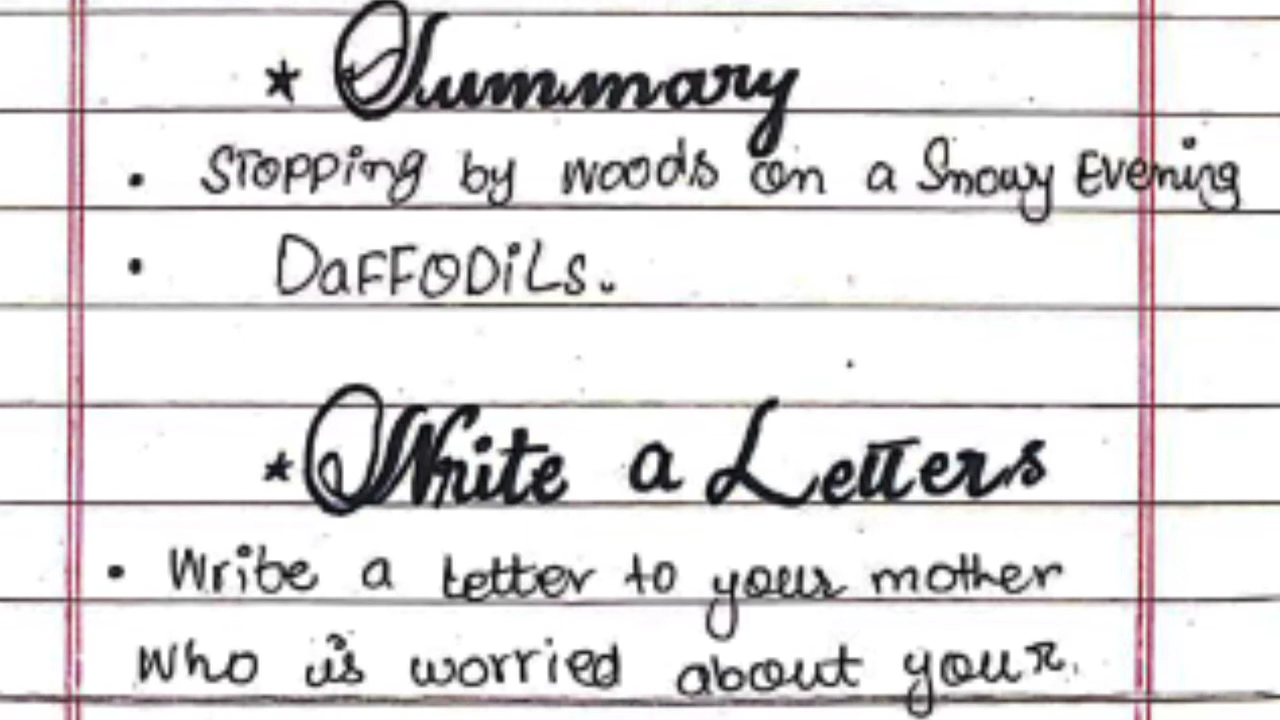 * Summary
• Stopping by woods on a Snowy Evening
• DaFFODiLs.
* Write a Letters
• Write a letter to your mother
who is worried about your.